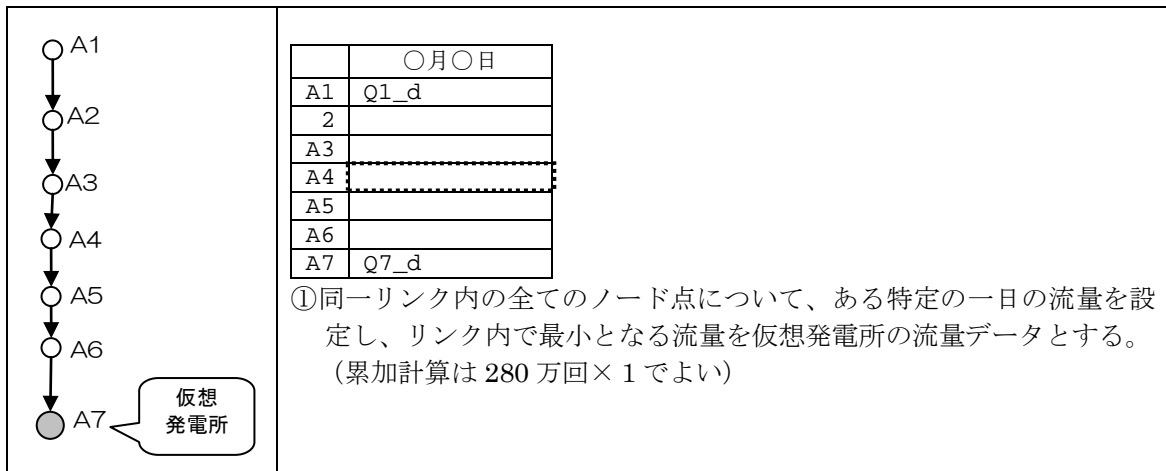 A1
A2
A3
A4
A5
A6
A7
仮想
発電所
○月○日
A1 Q1_d
2
A3
A4
A5
A6
A7 Q7_d
①同一リンク内の全てのノード点について、ある特定の一日の流量を設
定し、リンク内で最小となる流量を仮想発電所の流量データとする。
（累加計算は 280 万回×１でよい）